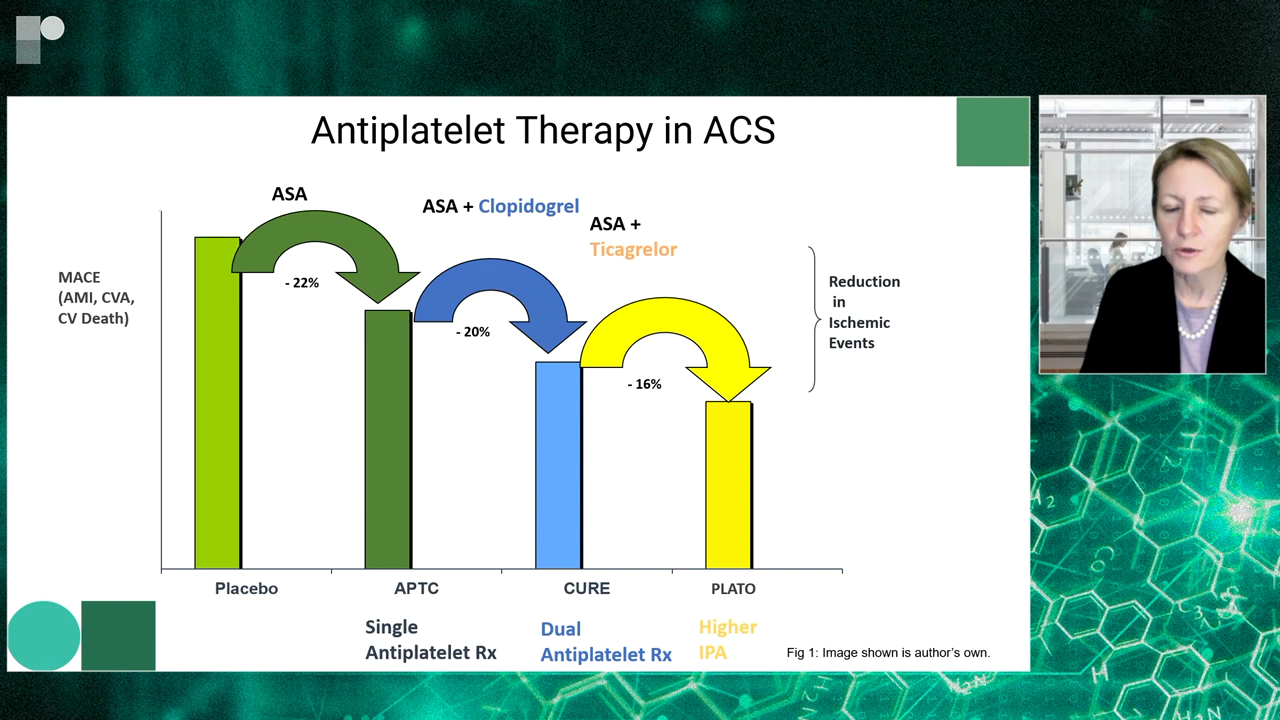 Antiplatelet Therapy in ACS
ASA
ASA + Clopidogrel
ASA +
Ticagrelor
MACE
(AMI, CVA,
CV Death)
- 22%
- 20%
- 16%
Reduction
in
Ischemic
Events
Placebo
APTC
CURE
PLATO
Single
Antiplatelet Rx
Dual
Antiplatelet Rx
Higher
IPA
Fig 1: Image shown is author's own.